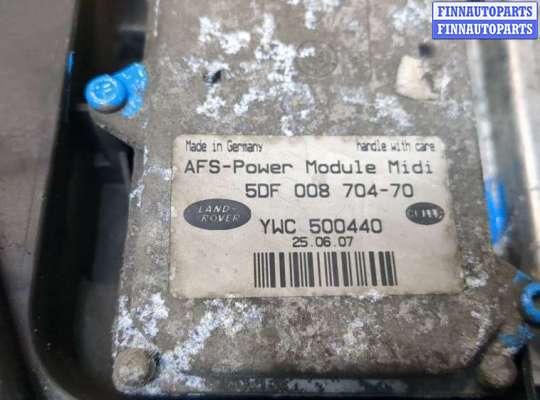 FINNAUTOPARTS
FINNAUTOPARTS
Made in Germany handle with care
AFS-Power Module Midi
5DF 008 704-70
LAND-
ROVER
YWC 500440
25.06.07